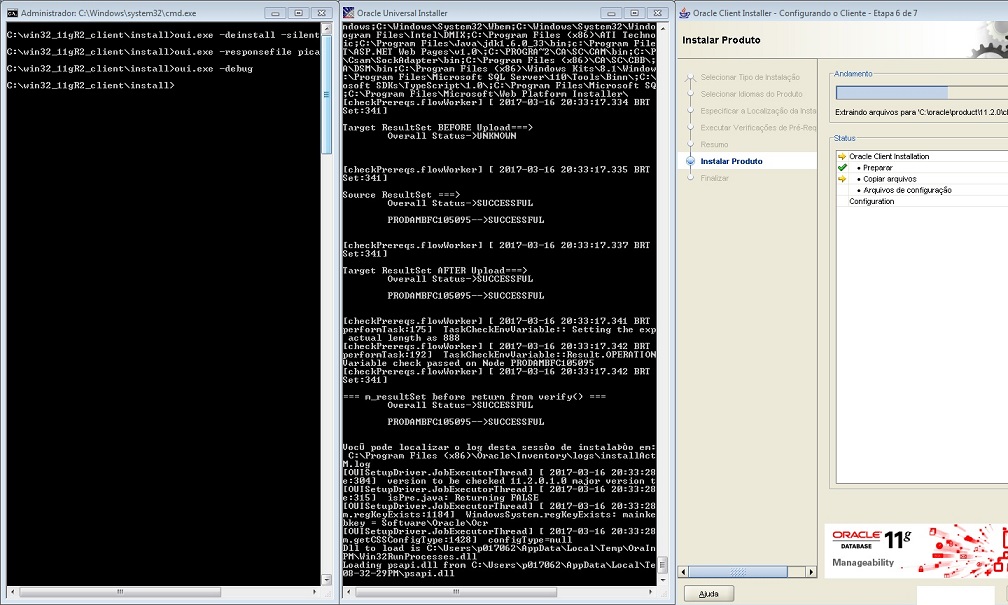 Administrador: C:\Windows\system32\cmd.exe
C:\win32_11gR2_client\install>oui.exe -deinstall -silent
C:\win32_11gR2_client\install>oui.exe -responsefile pica
C:\win32_11gR2_client\install>oui.exe -debug
C:\win32_11gR2_client\install>
Oracle Universal Installer
ndows;C:\Windows\System32\Wbem;C:\Windows\System
ogram Files\Intel\DMIX;C:\Program Files (x86)\ATI Techno
ic;C:\Program Files\Java\jdk1.6.0_33\bin;c:\Program File
T\ASP.NET Web Pages\v1.0\;C:\PROGRA~2\CA\SC\CAM\bin;C:\P
\Csam\SockAdapter\bin;C:\Program Files (x86)\CA\SC\CBB\;
A\DSM\bin;C:\Program Files (x86)\Windows Kits\8.1\Window
:\Program Files\Microsoft SQL Server\110\Tools\Binn\;C:\
osoft SDKs\TypeScript\1.0\;C:\Program Files\Microsoft SQ
;C:\Program Files\Microsoft\Web Platform Installer\
[checkPrereqs.flowWorker] [ 2017-03-16 20:33:17.334 BRT
Set:341]
Target ResultSet BEFORE Upload===>
Overall Status->UNKNOWN
[checkPrereqs.flowWorker] [ 2017-03-16 20:33:17.335 BRT
Set:341]
Source ResultSet ===>
Overall Status->SUCCESSFUL
PRODAMBFC105095-->SUCCESSFUL
[checkPrereqs.flowWorker] [ 2017-03-16 20:33:17.337 BRT
Set:341]
Target ResultSet AFTER Upload===>
Overall Status->SUCCESSFUL
PRODAMBFC105095-->SUCCESSFUL
[checkPrereqs.flowWorker] [ 2017-03-16 20:33:17.341 BRT
performTask:175] TaskCheckEnvVariable:: Setting the exp
actual length as 888
[checkPrereqs.flowWorker] [ 2017-03-16 20:33:17.342 BRT
performTask:192] TaskCheckEnvVariable::Result.OPERATION
Variable check passed on Node PRODAMBFC105095
[checkPrereqs.flowWorker] [ 2017-03-16 20:33:17.342 BRT
Set:341]
=== m_resultSet before return from verify() ===
Overall Status->SUCCESSFUL
PRODAMBFC105095-->SUCCESSFUL
VocÛ pode localizar o log desta sessõo de instalaþòo em:
C:\Program Files (x86)\Oracle\Inventory\logs\installAct
M.log
[OUISetupDriver.JobExecutorThread] [ 2017-03-16 20:33:28
e:304] version to be checked 11.2.0.1.0 major version t
[OUISetupDriver.JobExecutorThread] [ 2017-03-16 20:33:28
e:315] isPre.java: Returning FALSE
[OUISetupDriver.JobExecutorThread] [ 2017-03-16 20:33:28
m.regKeyExists:1184] WindowsSystem.regKeyExists: mainke
bkey = Software\Oracle\Ocr
[OUISetupDriver.JobExecutorThread] [ 2017-03-16 20:33:28
m.getCSSConfigType:1428] configType=null
Dll to load is C:\Users\p017062\AppData\Local\Temp\OraIn
PM\Win32RunProcesses.dll
Loading psapi.dll from C:\Users\p017062\AppData\Local\Te
08-32-29PM\psapi.dll
Oracle Client Installer - Configurando o Cliente - Etapa 6 de 7
Instalar Produto
Selecionar Tipo de Instalação
Selecionar Idiomas do Produto
Especificar a Localização da Insta
Executar Verificações de Pré-Req
Resumo
Instalar Produto
Finalizar
Andamento
Extraindo arquivos para 'C:\oracle\product\11.2.0\cl
Status
Oracle Client Installation
• Preparar
• Copiar arquivos
• Arquivos de configuração
Configuration
ORACLE 11g
DATABASE
Manageability
Ajuda